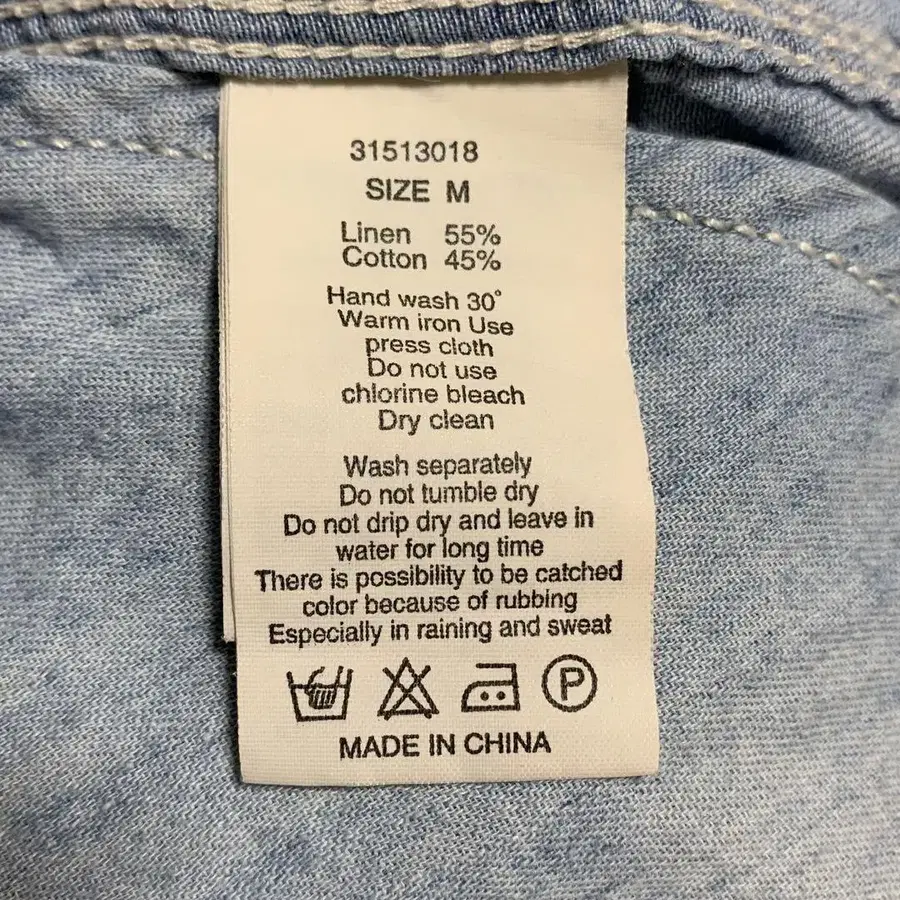 31513018
SIZE M
Linen 55%
Cotton 45%
Hand wash 30°
Warm iron Use
press cloth
Do not use
chlorine bleach
Dry clean
Wash separately
Do not tumble dry
Do not drip dry and leave in
water for long time
There is possibility to be catched
color because of rubbing
Especially in raining and sweat
P
MADE IN CHINA